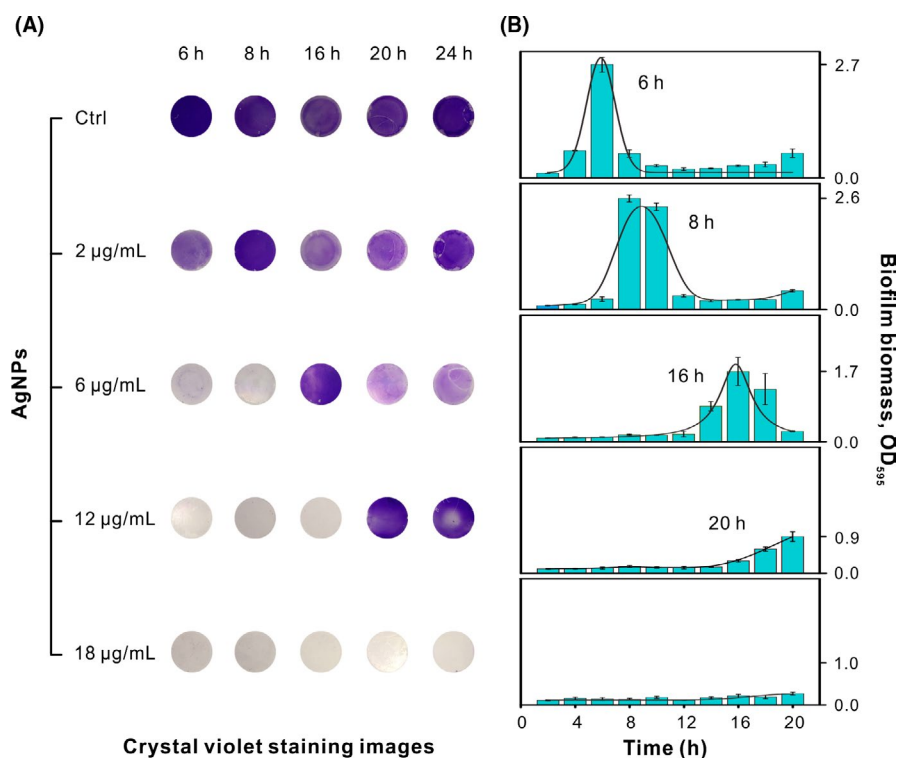 (A)
6 h 8 h 16 h 20 h 24 h
Ctrl
2 µg/mL
6 µg/mL
12 µg/mL
18 µg/mL
AgNPs
Crystal violet staining images
(B)
6 h
2.7
0.0
8 h
2.6
0.0
16 h
1.7
0.0
20 h
0.9
0.0
1.0
0.0
0 4 8 12 16 20
Time (h)
Biofilm biomass, OD₅₉₅